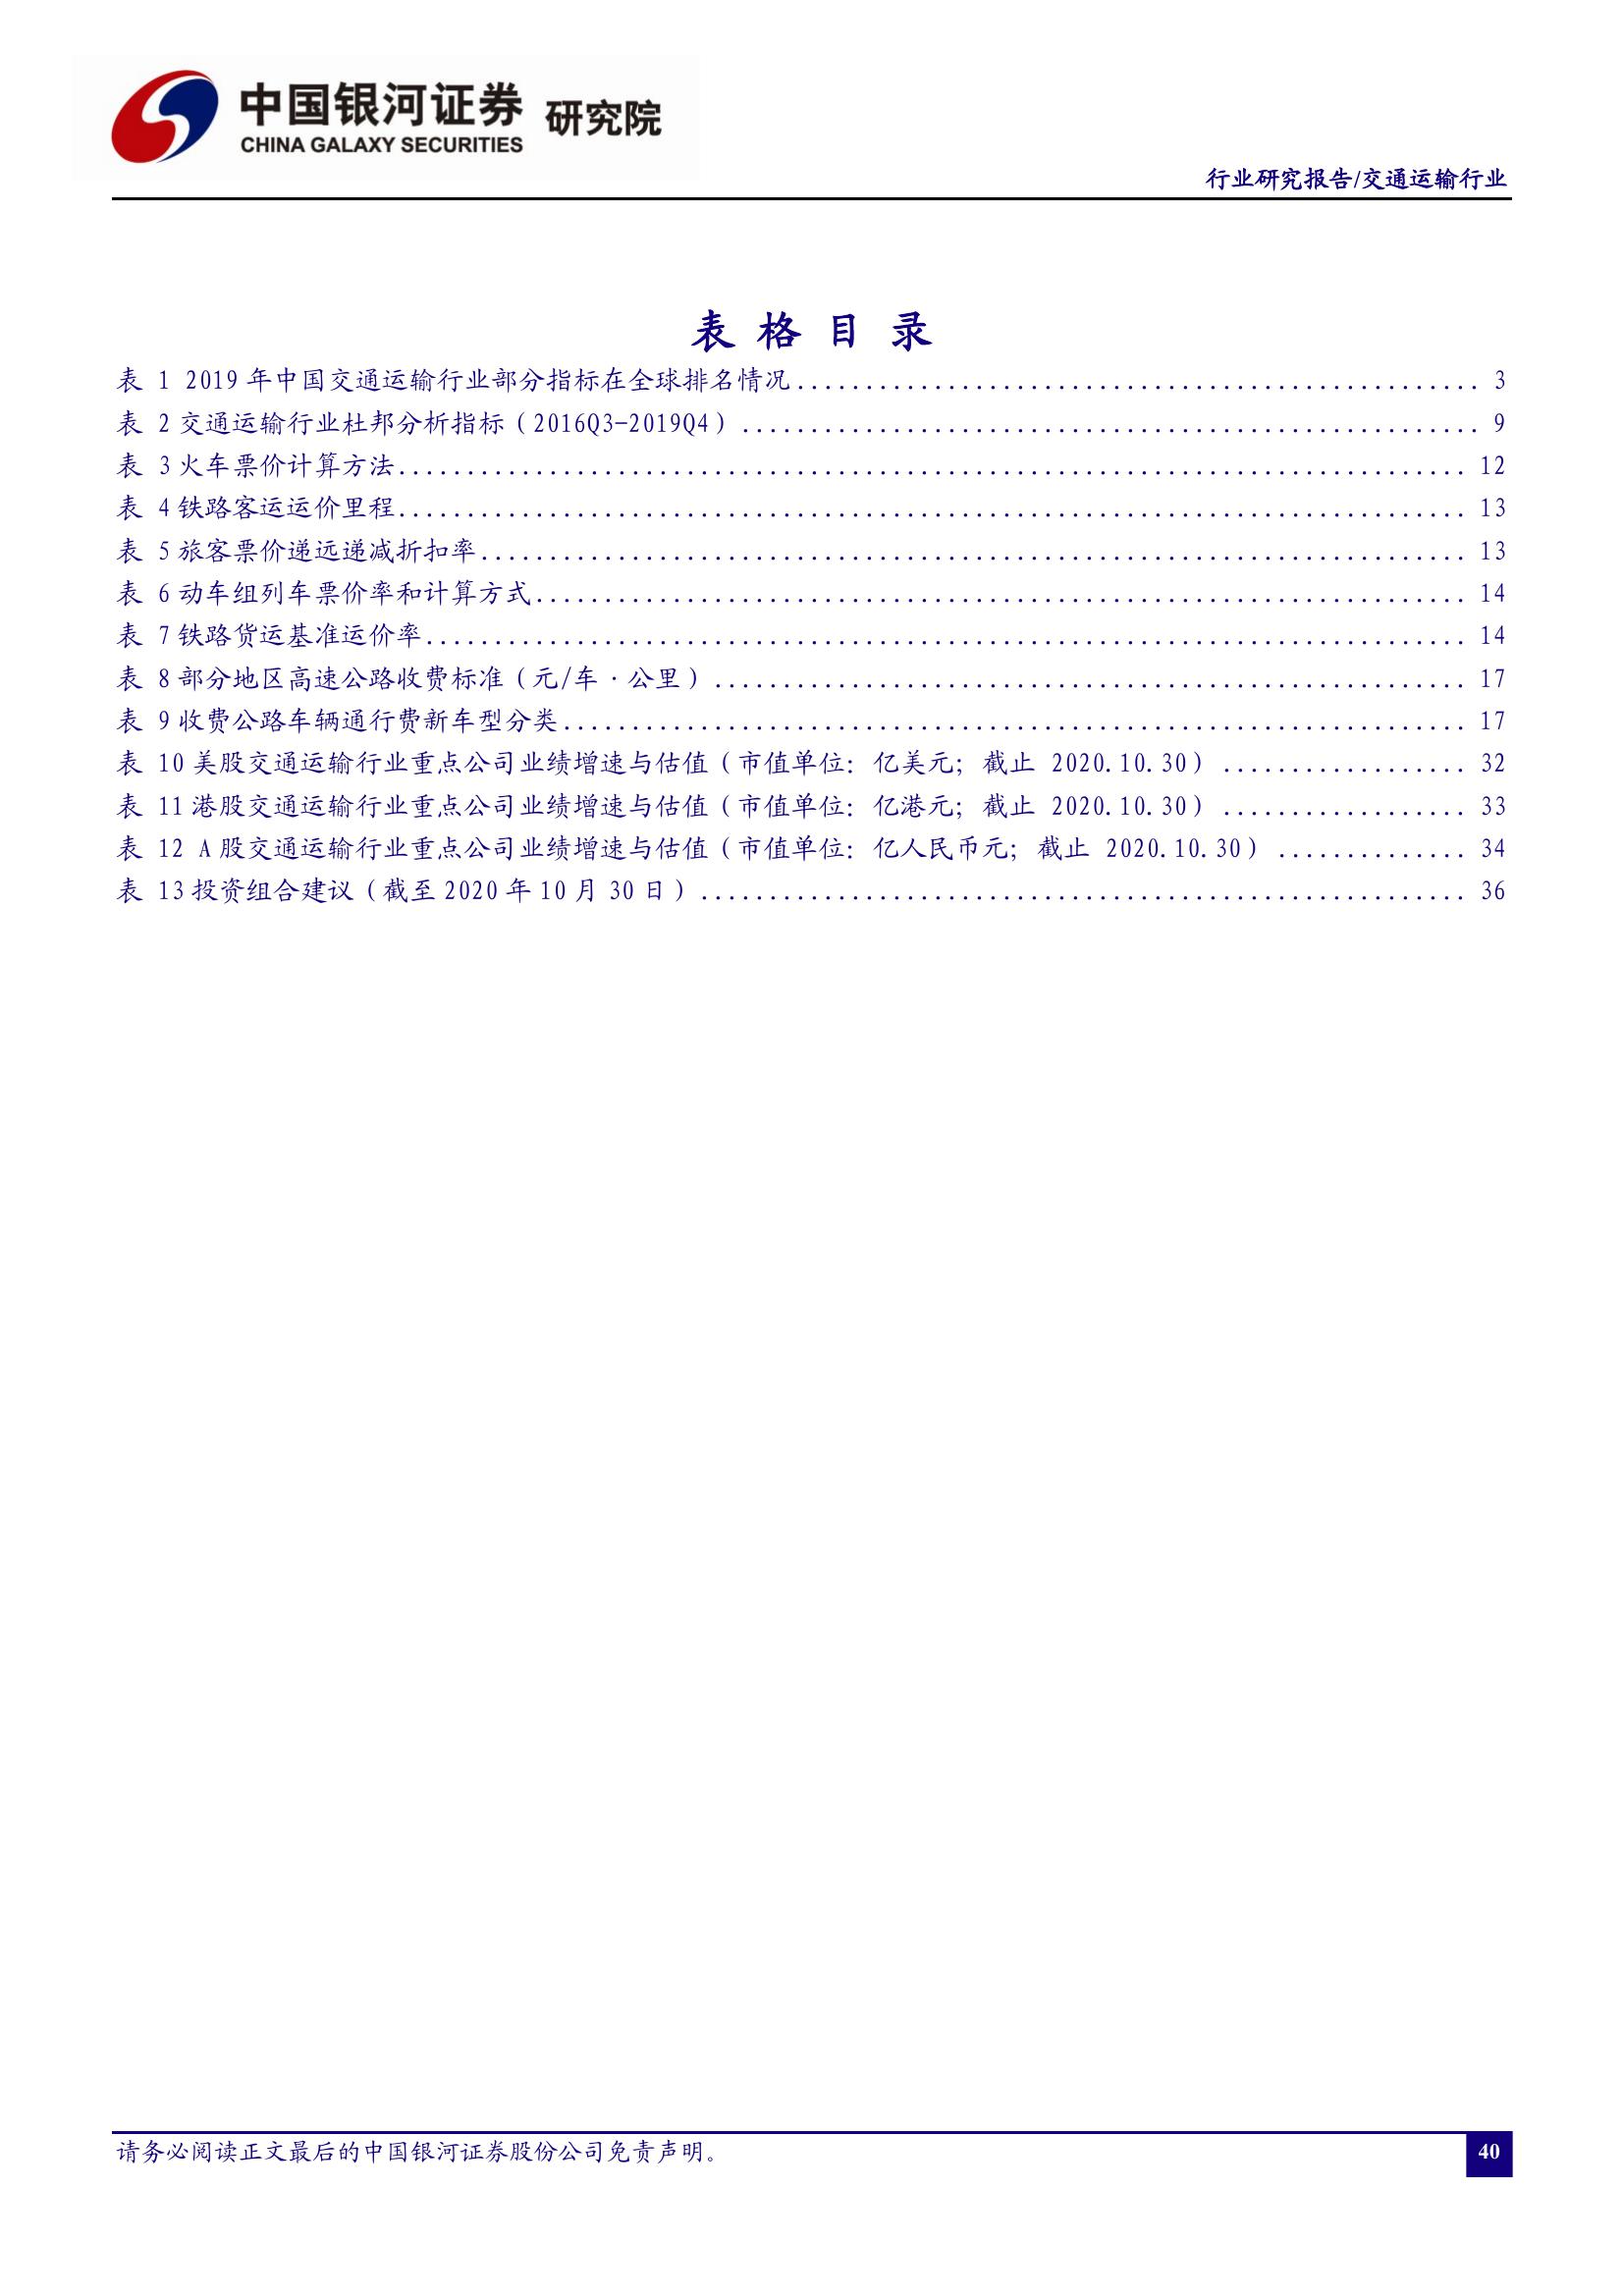 中国银河证券 研究院
CHINA GALAXY SECURITIES
行业研究报告/交通运输行业
表 格 目 录
表 1 2019 年中国交通运输行业部分指标在全球排名情况.................................................. 3
表 2 交通运输行业杜邦分析指标（2016Q3-2019Q4）...................................................... 9
表 3 火车票价计算方法.............................................................................. 12
表 4 铁路客运运价里程.............................................................................. 13
表 5 旅客票价递远递减折扣率........................................................................ 13
表 6 动车组列车票价率和计算方式.................................................................... 14
表 7 铁路货运基准运价率............................................................................ 14
表 8 部分地区高速公路收费标准（元/车·公里）....................................................... 17
表 9 收费公路车辆通行费新车型分类.................................................................. 17
表 10 美股交通运输行业重点公司业绩增速与估值（市值单位：亿美元；截止 2020.10.30）.................. 32
表 11 港股交通运输行业重点公司业绩增速与估值（市值单位：亿港元；截止 2020.10.30）.................. 33
表 12 A 股交通运输行业重点公司业绩增速与估值（市值单位：亿人民币元；截止 2020.10.30）.............. 34
表 13 投资组合建议（截至 2020 年 10 月 30 日）........................................................ 36
请务必阅读正文最后的中国银河证券股份公司免责声明。
40